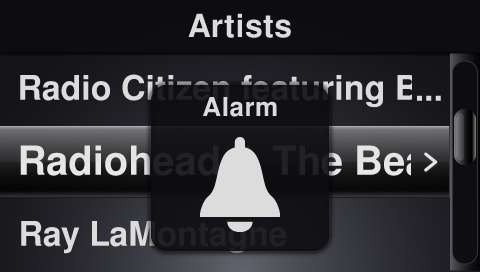 Artists
Radio Citizen featuring B...
Alarm
Radiohead The Bea
Ray LaMontagne